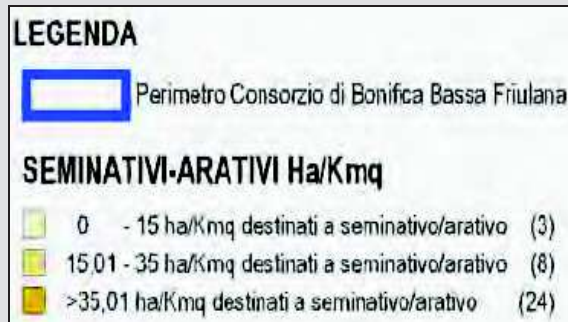 LEGENDA
Perimetro Consorzio di Bonifica Bassa Friulana
SEMINATIVI-ARATIVI Ha/Kmq
0 - 15 ha/Kmq destinati a seminativo/arativo (3)
15,01 - 35 ha/Kmq destinati a seminativo/arativo (8)
>35,01 ha/Kmq destinati a seminativo/arativo (24)